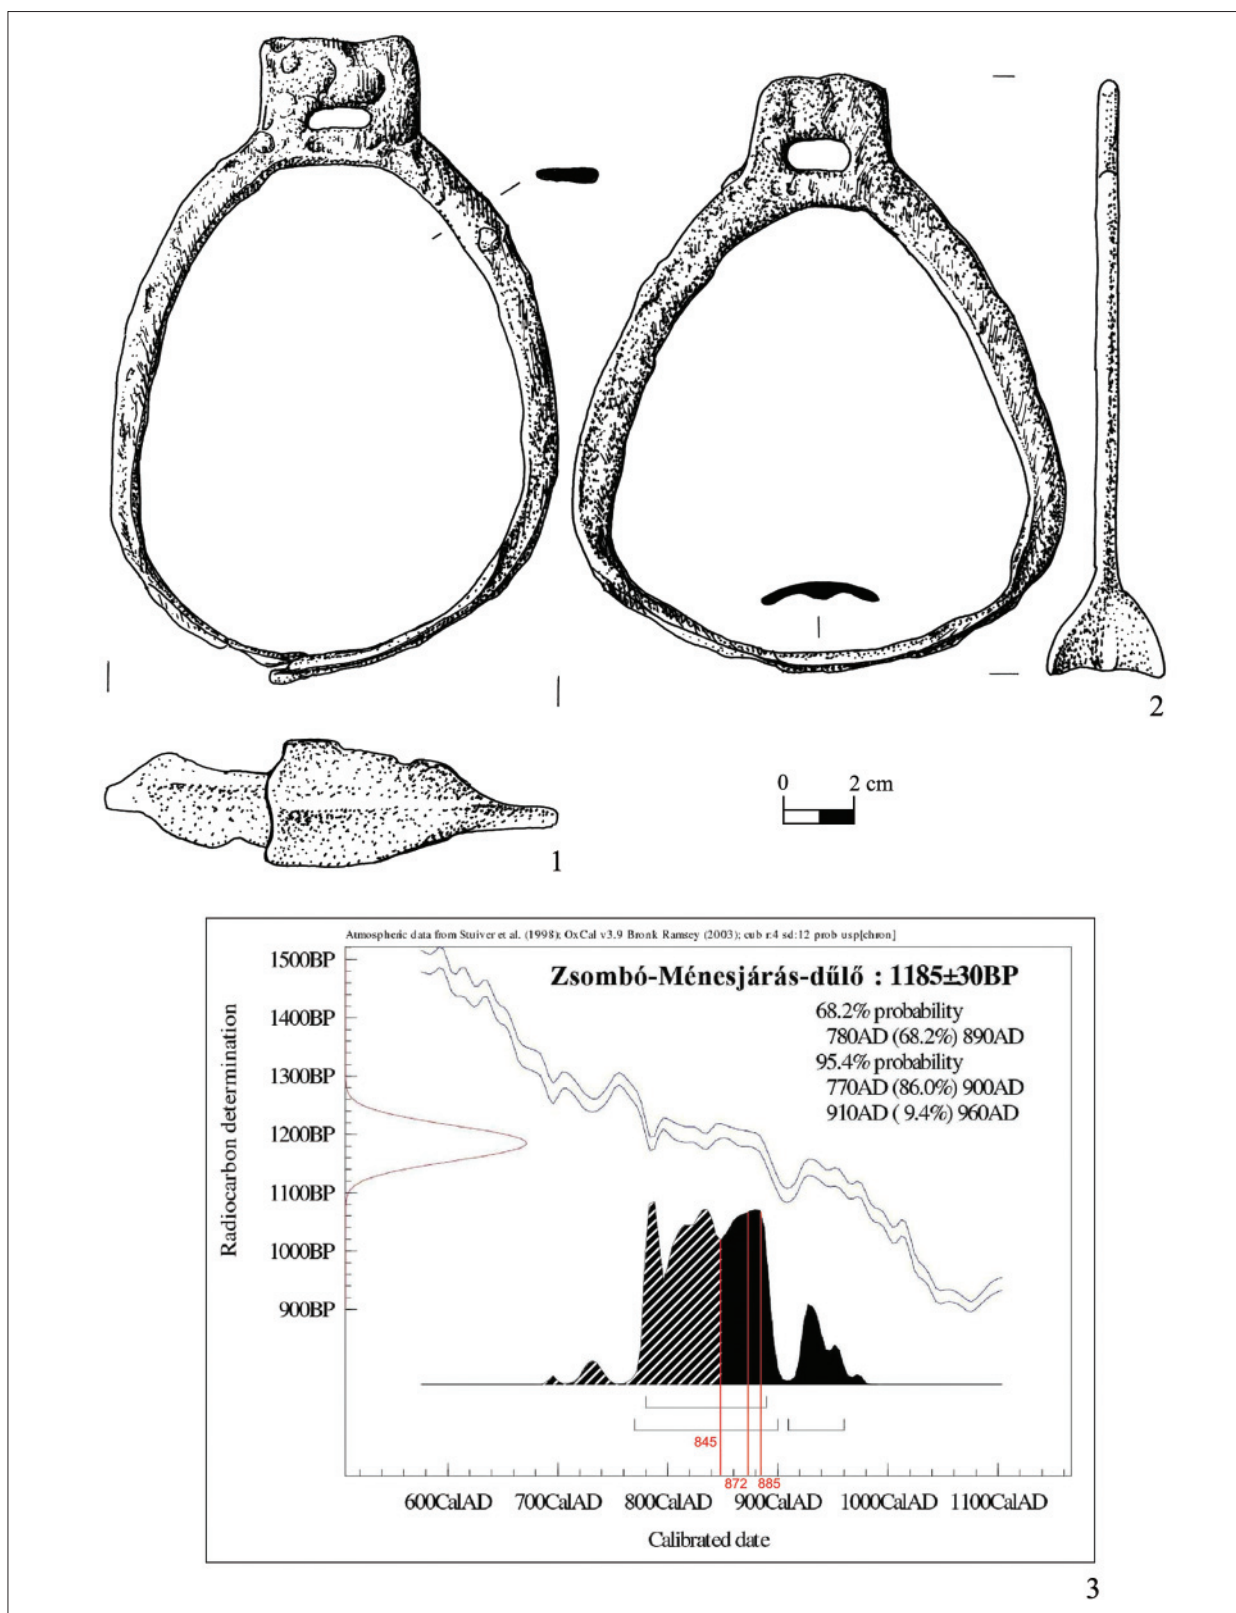 2
0 2 cm
1
Atmospheric data from Stuiver et al. (1998); OxCal v3.9 Bronk Ramsey (2003); cub r:4 sd:12 prob usp[chron]
Zsombó-Ménesjárás-dűlő : 1185±30BP
68.2% probability
780AD (68.2%) 890AD
95.4% probability
770AD (86.0%) 900AD
910AD ( 9.4%) 960AD
Radiocarbon determination
1500BP
1400BP
1300BP
1200BP
1100BP
1000BP
900BP
845
872 885
600CalAD 700CalAD 800CalAD 900CalAD 1000CalAD 1100CalAD
Calibrated date
3